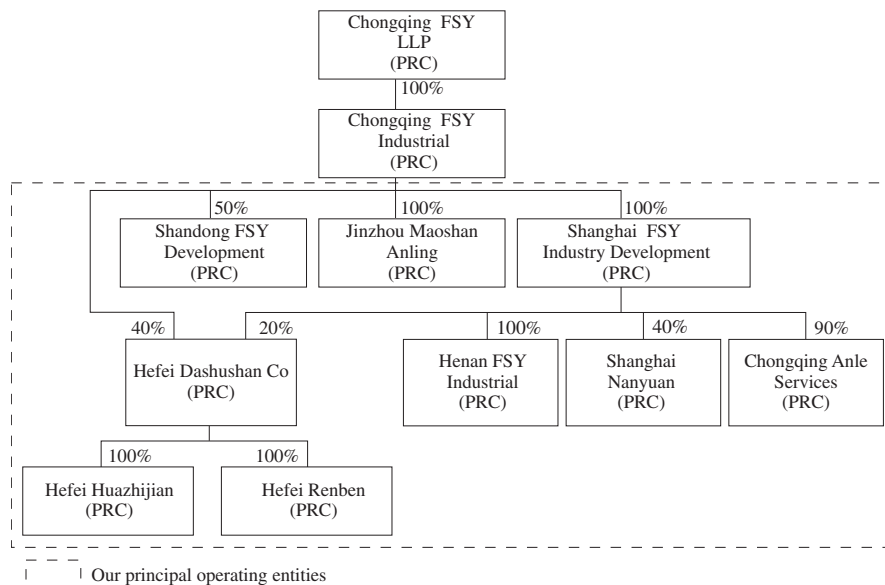 Chongqing FSY
LLP
(PRC)
100%
Chongqing FSY
Industrial
(PRC)
50%
100%
100%
Shandong FSY
Development
(PRC)
Jinzhou Maoshan
Anling
(PRC)
Shanghai FSY
Industry Development
(PRC)
40%
20%
100%
40%
90%
Hefei Dashushan Co
(PRC)
Henan FSY
Industrial
(PRC)
Shanghai
Nanyuan
(PRC)
Chongqing Anle
Services
(PRC)
100%
100%
Hefei Huazhijian
(PRC)
Hefei Renben
(PRC)
Our principal operating entities